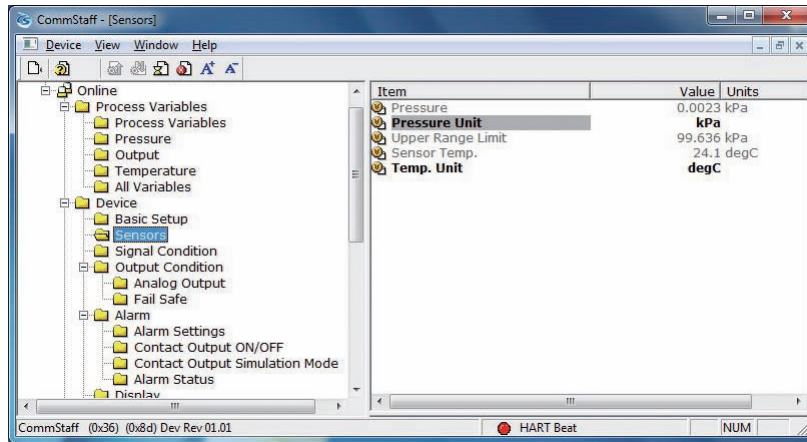 CommStaff - [Sensors]
Device View Window Help
Online
Process Variables
Process Variables
Pressure
Output
Temperature
All Variables
Device
Basic Setup
Sensors
Signal Condition
Output Condition
Analog Output
Fail Safe
Alarm
Alarm Settings
Contact Output ON/OFF
Contact Output Simulation Mode
Alarm Status
Display
Item Value Units
Pressure 0.0023 kPa
Pressure Unit kPa
Upper Range Limit 99.636 kPa
Sensor Temp. 24.1 degC
Temp. Unit degC
CommStaff (0x36) (0x8d) Dev Rev 01.01 HART Beat NUM